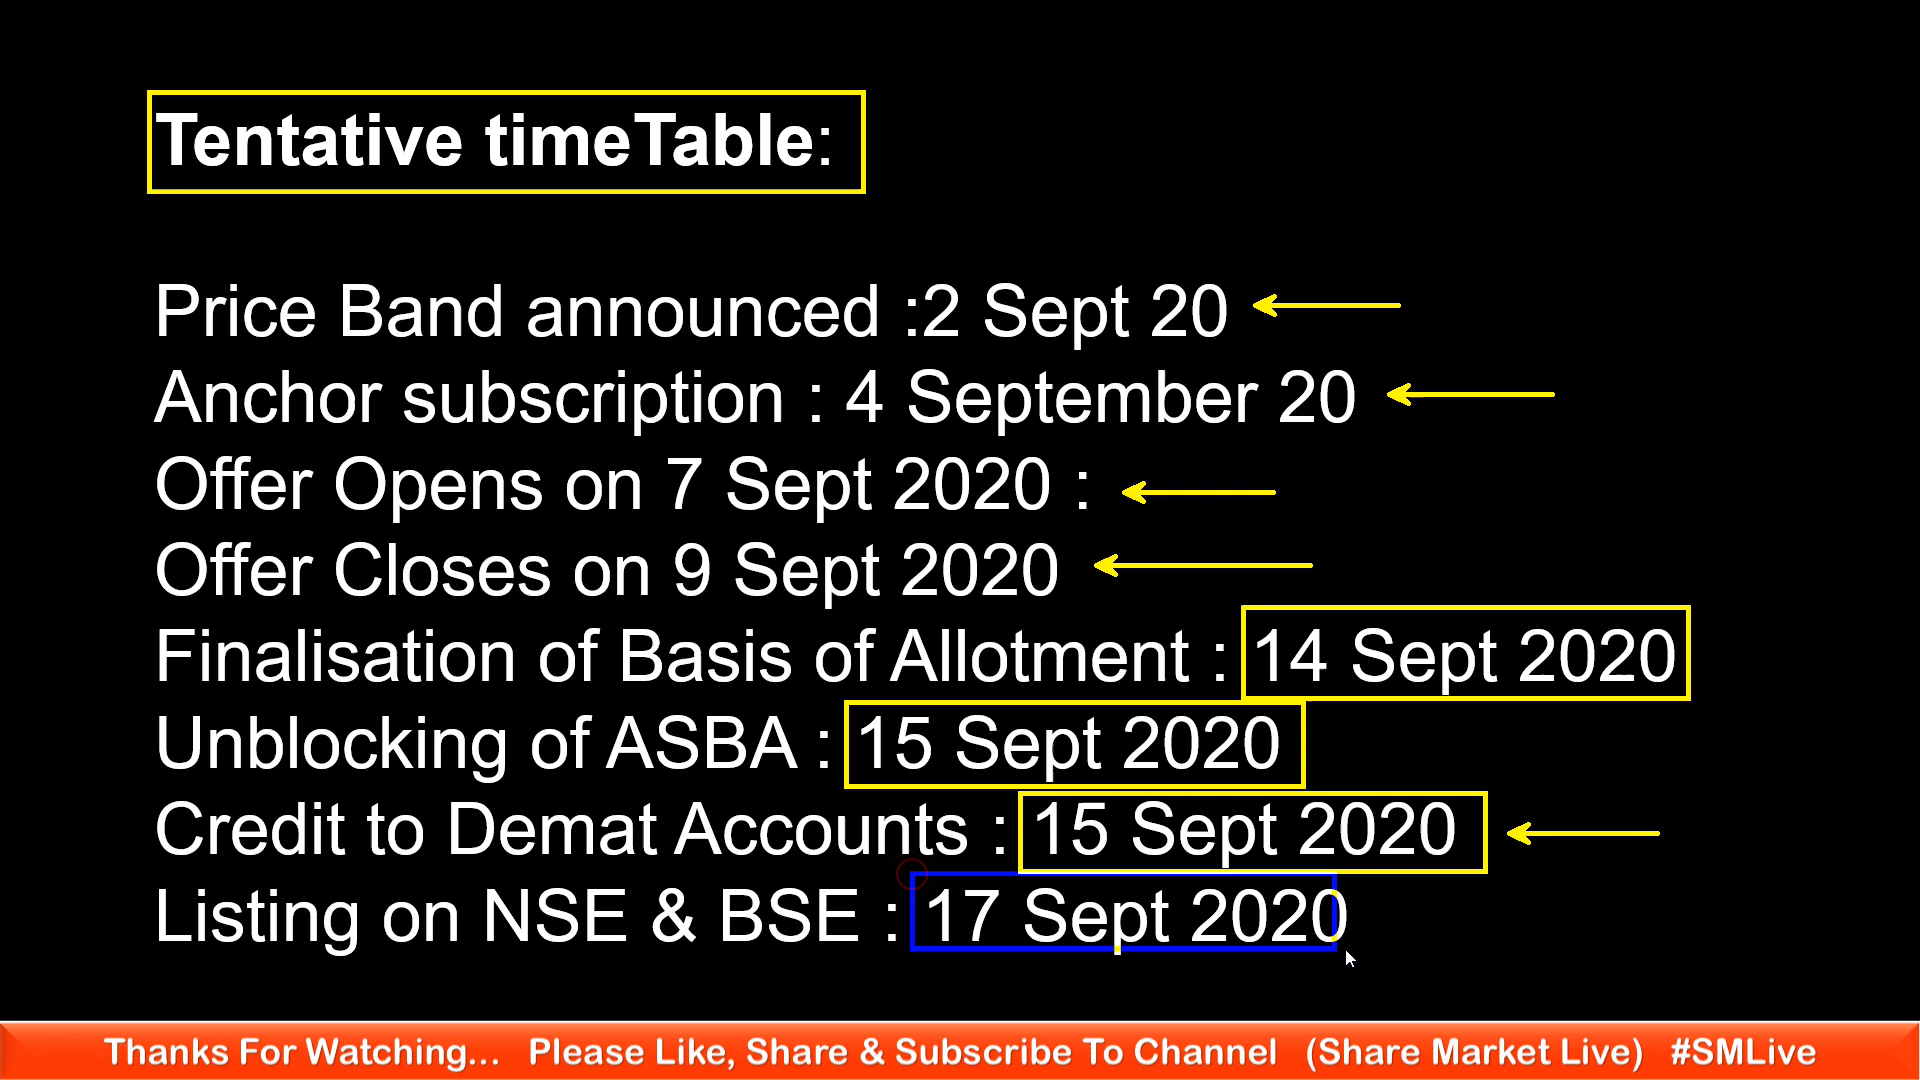 Tentative timeTable:
Price Band announced :2 Sept 20
Anchor subscription : 4 September 20
Offer Opens on 7 Sept 2020 :
Offer Closes on 9 Sept 2020
Finalisation of Basis of Allotment : 14 Sept 2020
Unblocking of ASBA : 15 Sept 2020
Credit to Demat Accounts : 15 Sept 2020
Listing on NSE & BSE : 17 Sept 2020
Thanks For Watching... Please Like, Share & Subscribe To Channel (Share Market Live) #SMLive